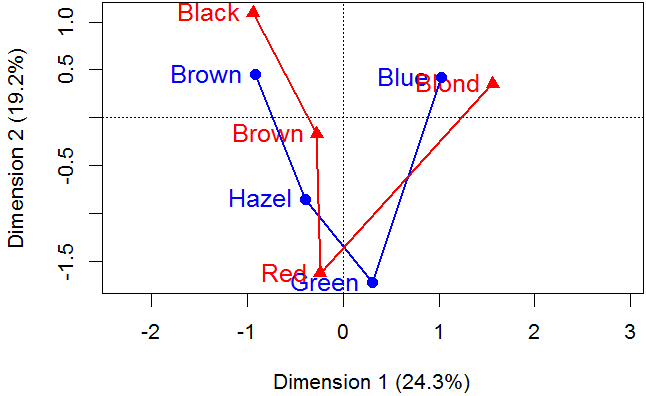 1.0
0.5
-0.5
-1.5
Dimension 2 (19.2%)
Black
Brown
Blue
Blond
Brown
Hazel
Red
Green
-2
-1
0
1
2
3
Dimension 1 (24.3%)